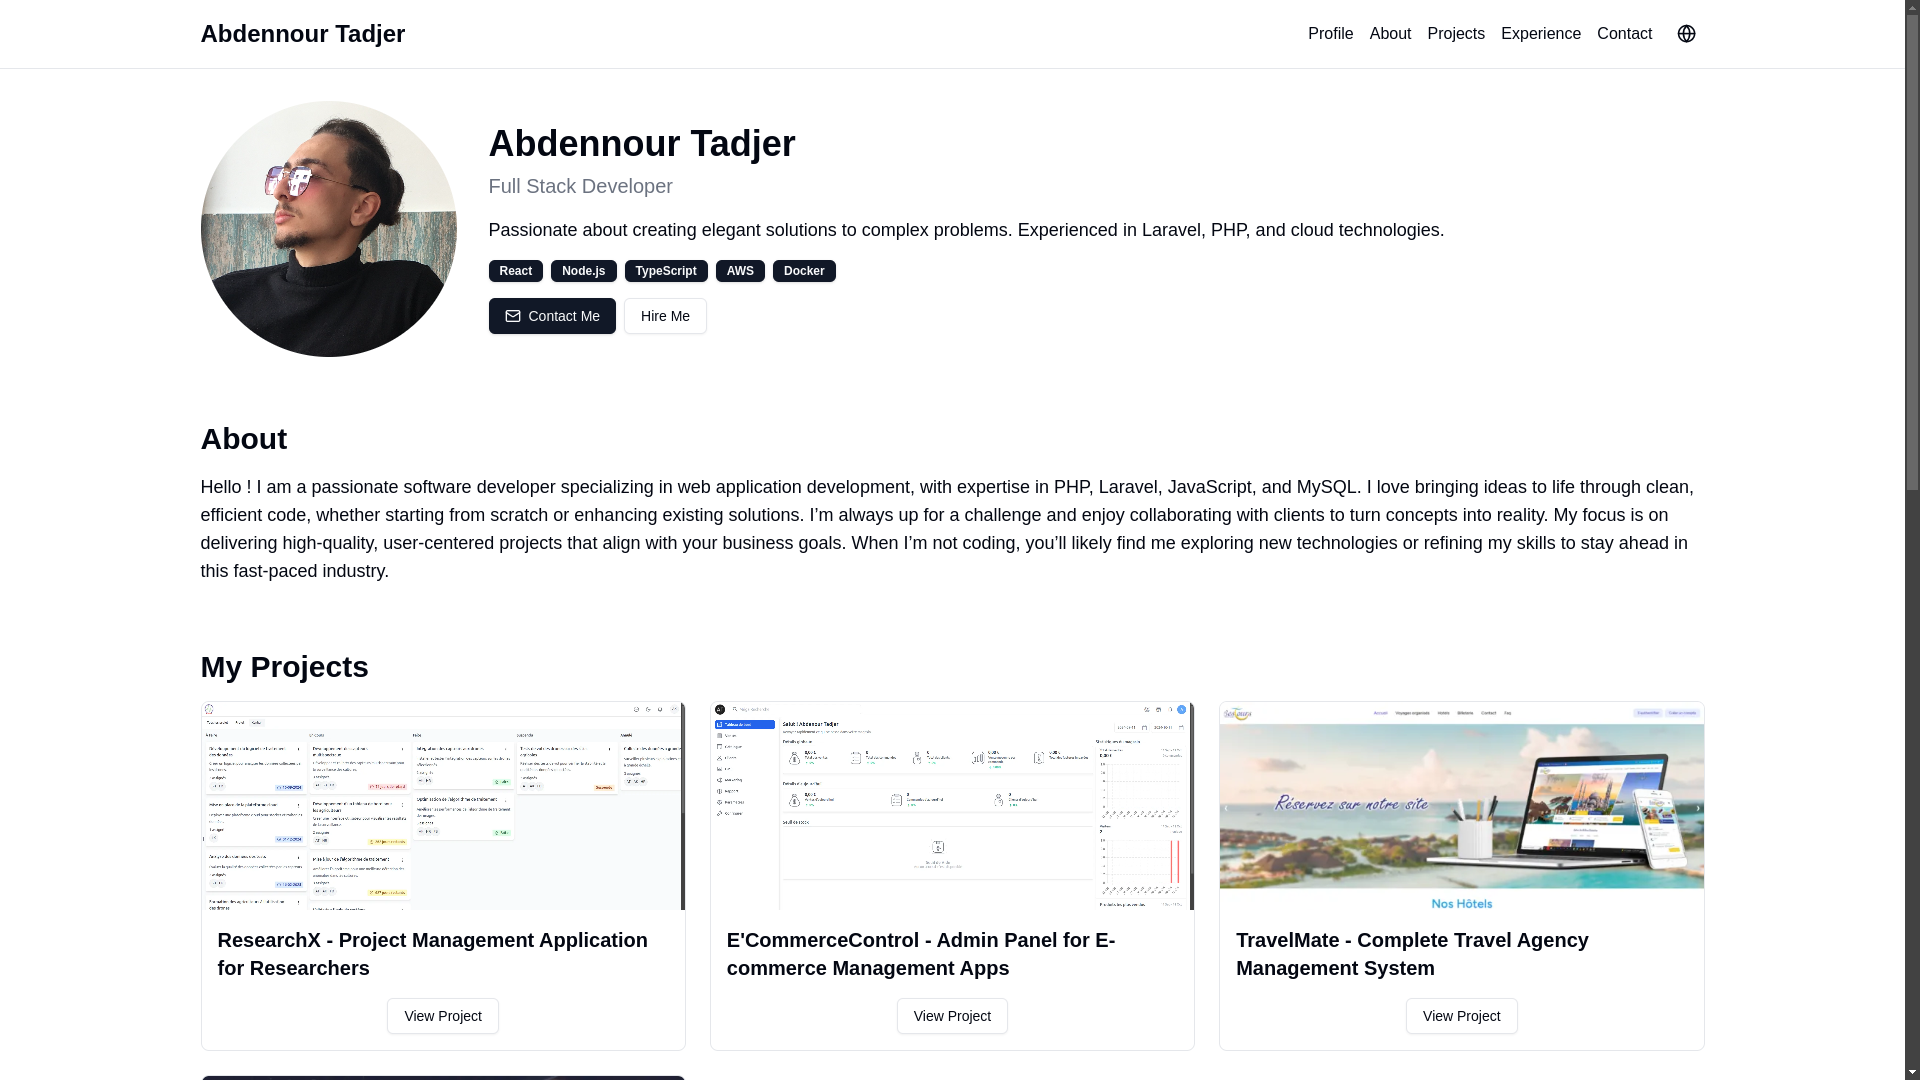 Abdennour Tadjer
Profile
About
Projects
Experience
Contact
Abdennour Tadjer
Full Stack Developer
Passionate about creating elegant solutions to complex problems. Experienced in Laravel, PHP, and cloud technologies.
React
Node.js
TypeScript
AWS
Docker
Contact Me
Hire Me
About
Hello ! I am a passionate software developer specializing in web application development, with expertise in PHP, Laravel, JavaScript, and MySQL. I love bringing ideas to life through clean,
efficient code, whether starting from scratch or enhancing existing solutions. I’m always up for a challenge and enjoy collaborating with clients to turn concepts into reality. My focus is on
delivering high-quality, user-centered projects that align with your business goals. When I’m not coding, you’ll likely find me exploring new technologies or refining my skills to stay ahead in
this fast-paced industry.
My Projects
Salut ! Abdennour Tadjer
Réservez sur notre site
Nos Hôtels
ResearchX - Project Management Application
for Researchers
View Project
E'CommerceControl - Admin Panel for E-
commerce Management Apps
View Project
TravelMate - Complete Travel Agency
Management System
View Project